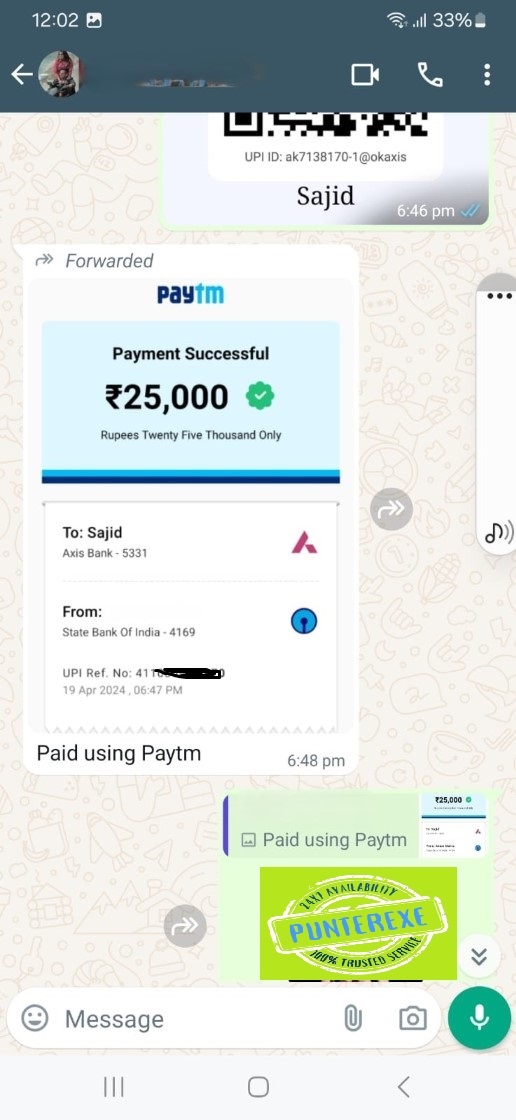 12:02
33%
UPI ID: ak7138170-1@okaxis
Sajid
6:46 pm
Forwarded
paytm
Payment Successful
₹25,000
Rupees Twenty Five Thousand Only
To: Sajid
Axis Bank - 5331
From:
State Bank Of India - 4169
UPI Ref. No:
19 Apr 2024, 06:47 PM
Paid using Paytm
6:48 pm
Paid using Paytm
₹25,000
24X7 AVAILABILITY
PUNTEREXE
100% TRUSTED SERVICE
Message